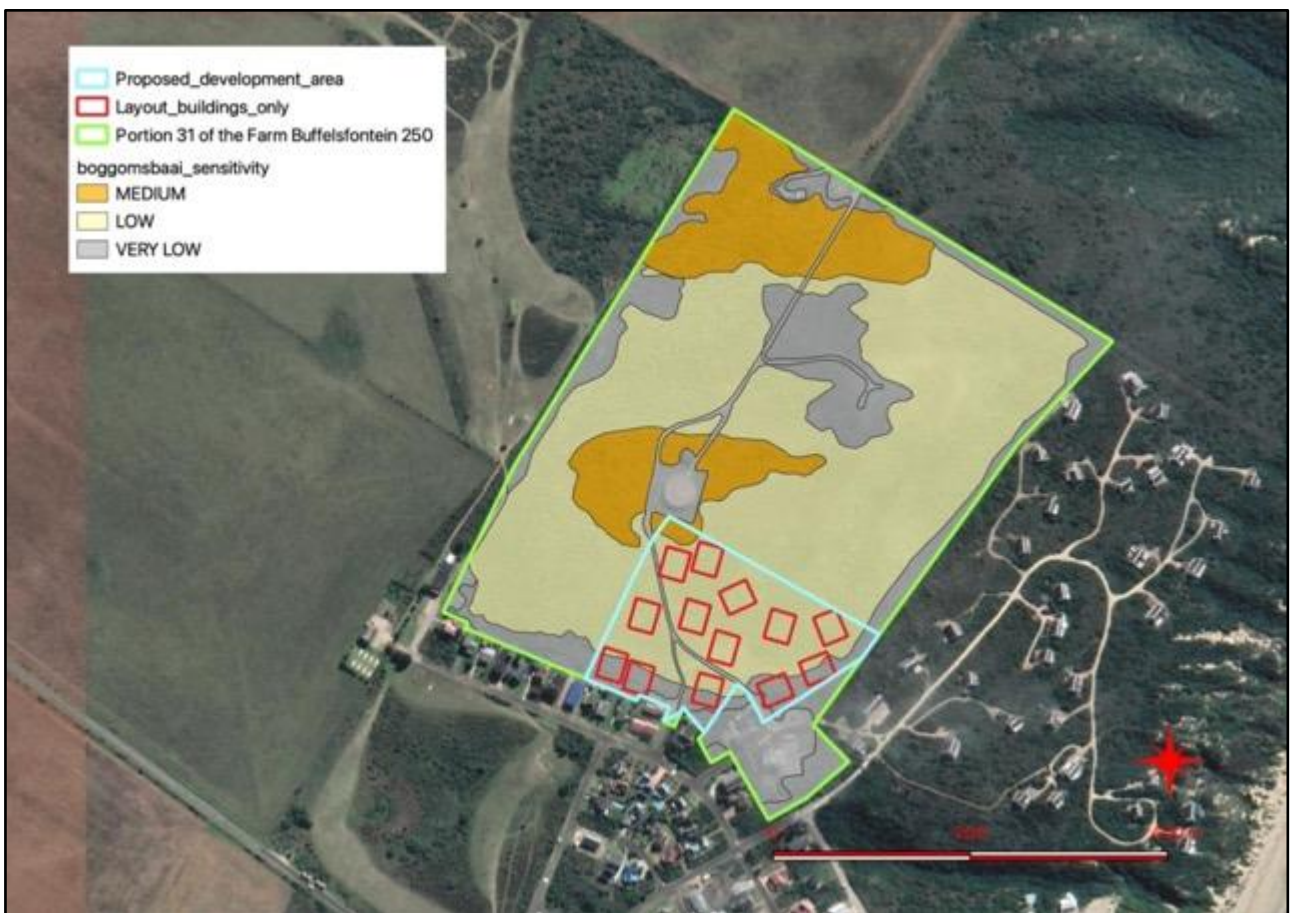 Proposed_development_area
Layout_buildings_only
Portion 31 of the Farm Buffelsfontein 250
boggomsbaai_sensitivity
MEDIUM
LOW
VERY LOW